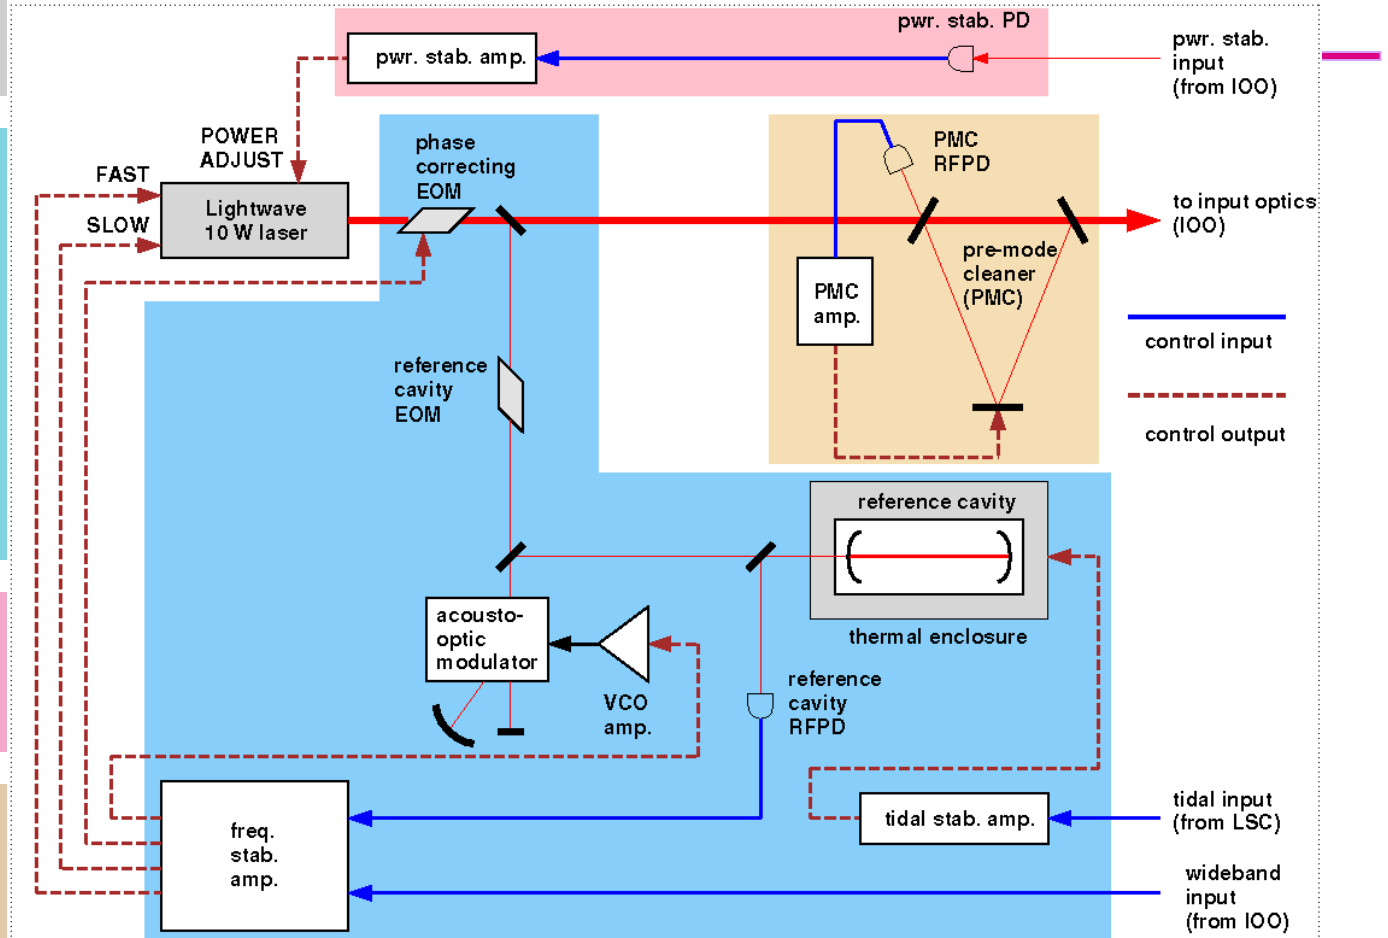 pwr. stab. PD
pwr. stab. amp.
pwr. stab.
input
(from IOO)
POWER
ADJUST
FAST
SLOW
Lightwave
10 W laser
phase
correcting
EOM
PMC
RFPD
to input optics
(IOO)
pre-mode
cleaner
(PMC)
PMC
amp.
control input
control output
reference
cavity
EOM
reference cavity
thermal enclosure
acousto-
optic
modulator
VCO
amp.
reference
cavity
RFPD
freq.
stab.
amp.
tidal stab. amp.
tidal input
(from LSC)
wideband
input
(from IOO)